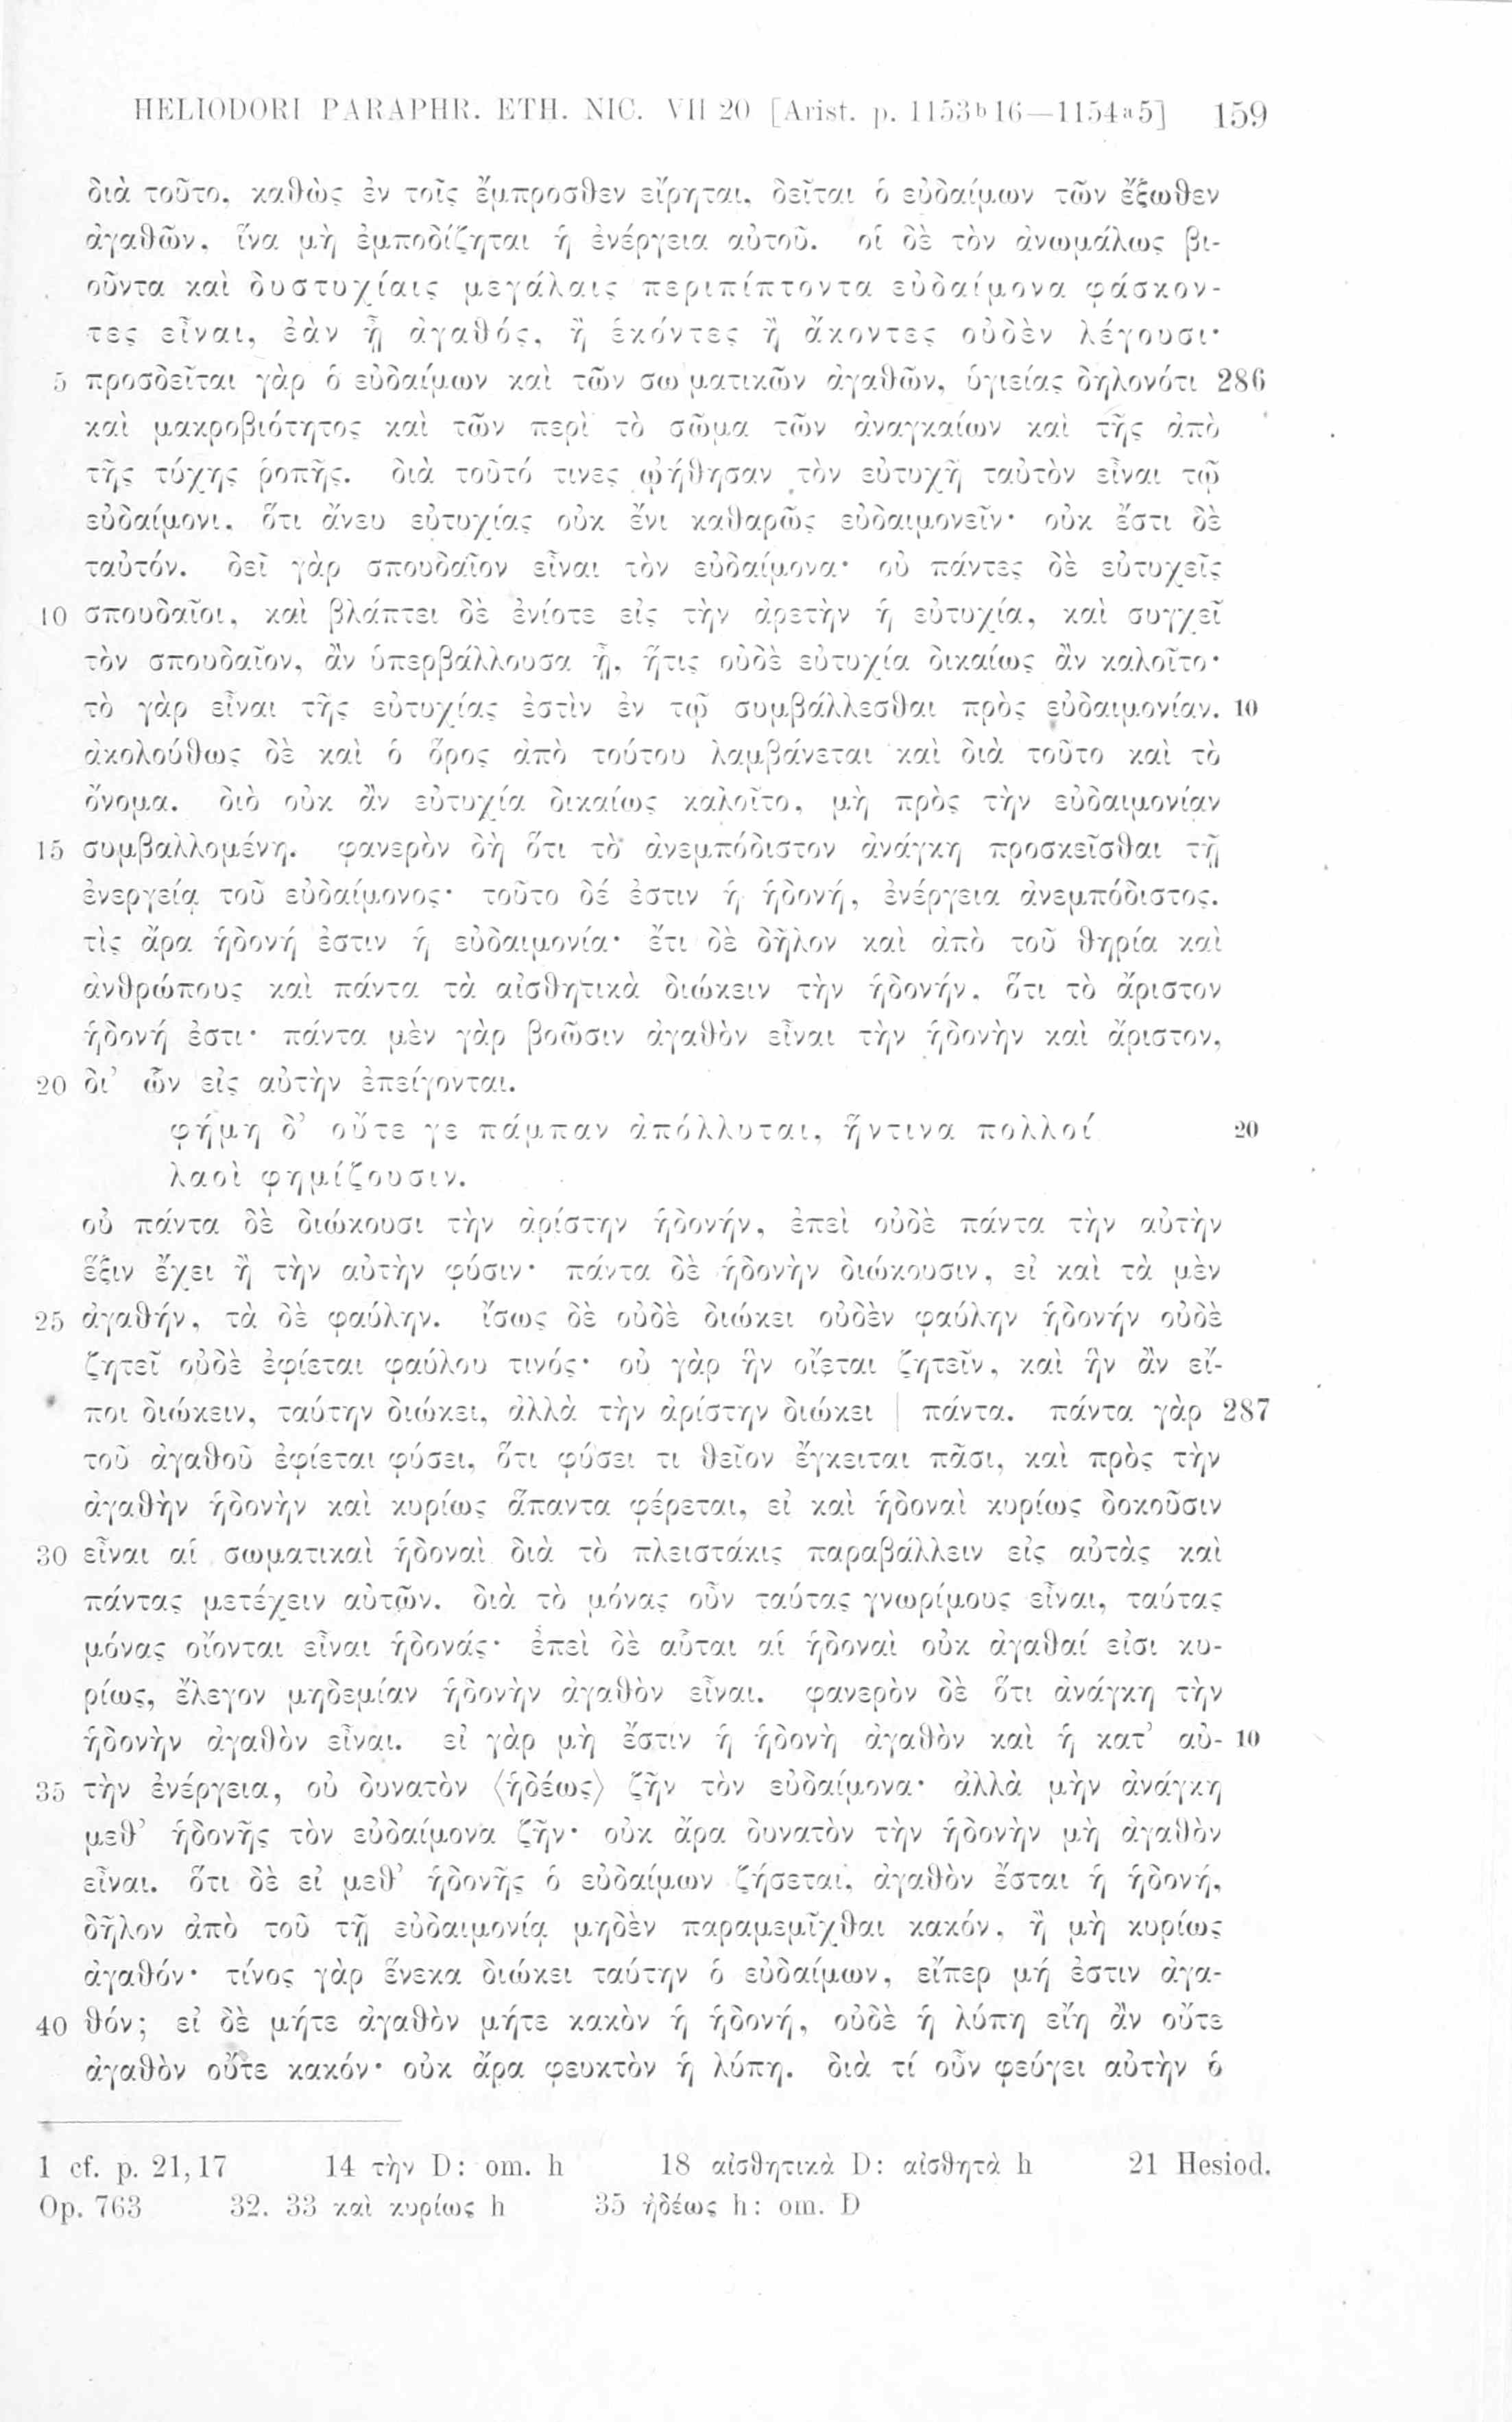 HELIODORI PARAPHR. ETH. NIC. VII 20 [Arist. p. 1153b16—1154a5] 159
διὰ τοῦτο, καθὼς ἐν τοῖς ἔμπροσθεν εἴρηται, δεῖται ὁ εὐδαίμων τῶν ἔξωθεν
ἀγαθῶν, ἵνα μὴ ἐμποδίζηται ἡ ἐνέργεια αὐτοῦ. οἱ δὲ τὸν ἀνωμάλως βι-
οῦντα καὶ δυστυχίαις μεγάλαις περιπίπτοντα εὐδαίμονα φάσκον-
τες εἶναι, ἐὰν ᾖ ἀγαθός, ἢ ἑκόντες ἢ ἄκοντες οὐδὲν λέγουσι·
5 προσδεῖται γὰρ ὁ εὐδαίμων καὶ τῶν σωματικῶν ἀγαθῶν, ὑγιείας δηλονότι 286
καὶ μακροβιότητος καὶ τῶν περὶ τὸ σῶμα τῶν ἀναγκαίων καὶ τῆς ἀπὸ
τῆς τύχης ῥοπῆς. διὰ τοῦτό τινες ᾠήθησαν τὸν εὐτυχῆ ταὐτὸν εἶναι τῷ
εὐδαίμονι, ὅτι ἄνευ εὐτυχίας οὐκ ἔνι καθαρῶς εὐδαιμονεῖν· οὐκ ἔστι δὲ
ταὐτόν. δεῖ γὰρ σπουδαῖον εἶναι τὸν εὐδαίμονα· οὐ πάντες δὲ εὐτυχεῖς
10 σπουδαῖοι, καὶ βλάπτει δὲ ἐνίοτε εἰς τὴν ἀρετὴν ἡ εὐτυχία, καὶ συγχεῖ
τὸν σπουδαῖον, ἂν ὑπερβάλλουσα ᾖ, ἥτις οὐδὲ εὐτυχία δικαίως ἂν καλοῖτο·
τὸ γὰρ εἶναι τῆς εὐτυχίας ἐστὶν ἐν τῷ συμβάλλεσθαι πρὸς εὐδαιμονίαν. 10
ἀκολούθως δὲ καὶ ὁ ὅρος ἀπὸ τούτου λαμβάνεται καὶ διὰ τοῦτο καὶ τὸ
ὄνομα. διὸ οὐκ ἂν εὐτυχία δικαίως καλοῖτο, μὴ πρὸς τὴν εὐδαιμονίαν
15 συμβαλλομένη. φανερὸν δὴ ὅτι τὸ ἀνεμπόδιστον ἀνάγκη προσκεῖσθαι τῇ
ἐνεργείᾳ τοῦ εὐδαίμονος· τοῦτο δέ ἐστιν ἡ ἡδονή, ἐνέργεια ἀνεμπόδιστος.
τὶς ἄρα ἡδονή ἐστιν ἡ εὐδαιμονία· ἔτι δὲ δῆλον καὶ ἀπὸ τοῦ θηρία καὶ
ἀνθρώπους καὶ πάντα τὰ αἰσθητικὰ διώκειν τὴν ἡδονήν, ὅτι τὸ ἄριστον
ἡδονή ἐστι· πάντα μὲν γὰρ βοῶσιν ἀγαθὸν εἶναι τὴν ἡδονὴν καὶ ἄριστον,
20 δι’ ὧν εἰς αὐτὴν ἐπείγονται.
φήμη δ’ οὔτε γε πάμπαν ἀπόλλυται, ἥντινα πολλοί 20
λαοὶ φημίζουσιν.
οὐ πάντα δὲ διώκουσι τὴν ἀρίστην ἡδονήν, ἐπεὶ οὐδὲ πάντα τὴν αὐτὴν
ἕξιν ἔχει ἢ τὴν αὐτὴν φύσιν· πάντα δὲ ἡδονὴν διώκουσιν, εἰ καὶ τὰ μὲν
25 ἀγαθήν, τὰ δὲ φαύλην. ἴσως δὲ οὐδὲ διώκει οὐδὲν φαύλην ἡδονήν οὐδὲ
ζητεῖ οὐδὲ ἐφίεται φαύλου τινός· οὐ γὰρ ἣν οἴεται ζητεῖν, καὶ ἣν ἂν εἴ-
ποι διώκειν, ταύτην διώκει, ἀλλὰ τὴν ἀρίστην διώκει | πάντα. πάντα γὰρ 287
τοῦ ἀγαθοῦ ἐφίεται φύσει, ὅτι φύσει τι θεῖον ἔγκειται πᾶσι, καὶ πρὸς τὴν
ἀγαθὴν ἡδονὴν καὶ κυρίως ἅπαντα φέρεται, εἰ καὶ ἡδοναὶ κυρίως δοκοῦσιν
30 εἶναι αἱ σωματικαὶ ἡδοναὶ διὰ τὸ πλειστάκις παραβάλλειν εἰς αὐτὰς καὶ
πάντας μετέχειν αὐτῶν. διὰ τὸ μόνας οὖν ταύτας γνωρίμους εἶναι, ταύτας
μόνας οἴονται εἶναι ἡδονάς· ἐπεὶ δὲ αὗται αἱ ἡδοναὶ οὐκ ἀγαθαί εἰσι κυ-
ρίως, ἔλεγον μηδεμίαν ἡδονὴν ἀγαθὸν εἶναι. φανερὸν δὲ ὅτι ἀνάγκη τὴν
ἡδονὴν ἀγαθὸν εἶναι. εἰ γὰρ μὴ ἔστιν ἡ ἡδονὴ ἀγαθὸν καὶ ἡ κατ’ αὐ- 10
35 τὴν ἐνέργεια, οὐ δυνατὸν ⟨ἡδέως⟩ ζῆν τὸν εὐδαίμονα· ἀλλὰ μὴν ἀνάγκη
μεθ’ ἡδονῆς τὸν εὐδαίμονα ζῆν· οὐκ ἄρα δυνατὸν τὴν ἡδονὴν μὴ ἀγαθὸν
εἶναι. ὅτι δὲ εἰ μεθ’ ἡδονῆς ὁ εὐδαίμων ζήσεται, ἀγαθὸν ἔσται ἡ ἡδονή,
δῆλον ἀπὸ τοῦ τῇ εὐδαιμονίᾳ μηδὲν παραμεμῖχθαι κακόν, ἢ μὴ κυρίως
ἀγαθόν· τίνος γὰρ ἕνεκα διώκει ταύτην ὁ εὐδαίμων, εἴπερ μή ἐστιν ἀγα-
40 θόν; εἰ δὲ μήτε ἀγαθὸν μήτε κακὸν ἡ ἡδονή, οὐδὲ ἡ λύπη εἴη ἂν οὔτε
ἀγαθὸν οὔτε κακόν· οὐκ ἄρα φευκτὸν ἡ λύπη. διὰ τί οὖν φεύγει αὐτὴν ὁ
1 cf. p. 21,17 14 τὴν D: om. h 18 αἰσθητικὰ D: αἰσθητὰ h 21 Hesiod.
Op. 763 32. 33 καὶ κυρίως h 35 ἡδέως h: om. D